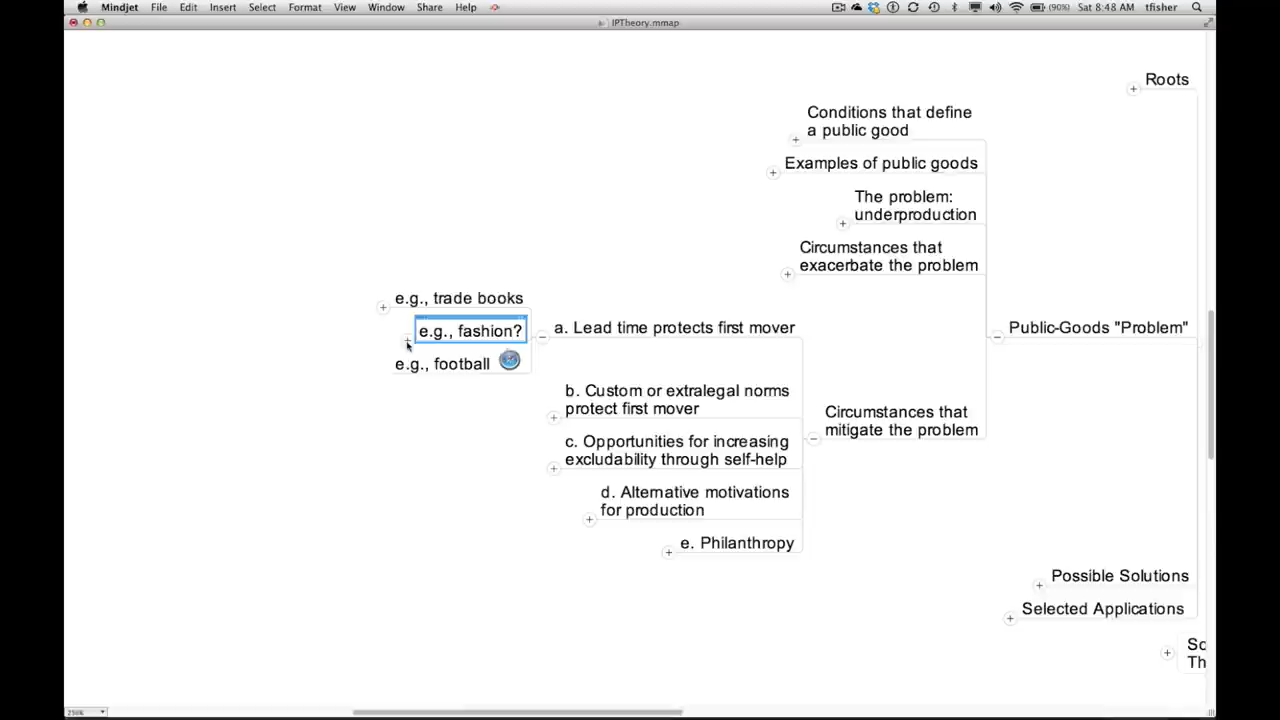 Mindjet File Edit Insert Select Format View Window Share Help (90%) Sat 8:48 AM tfisher
IPTheory.mmap
Roots
Conditions that define
a public good
Examples of public goods
The problem:
underproduction
Circumstances that
exacerbate the problem
e.g., trade books
e.g., fashion?
e.g., football
a. Lead time protects first mover
Public-Goods "Problem"
b. Custom or extralegal norms
protect first mover
Circumstances that
mitigate the problem
c. Opportunities for increasing
excludability through self-help
d. Alternative motivations
for production
e. Philanthropy
Possible Solutions
Selected Applications
So
Th